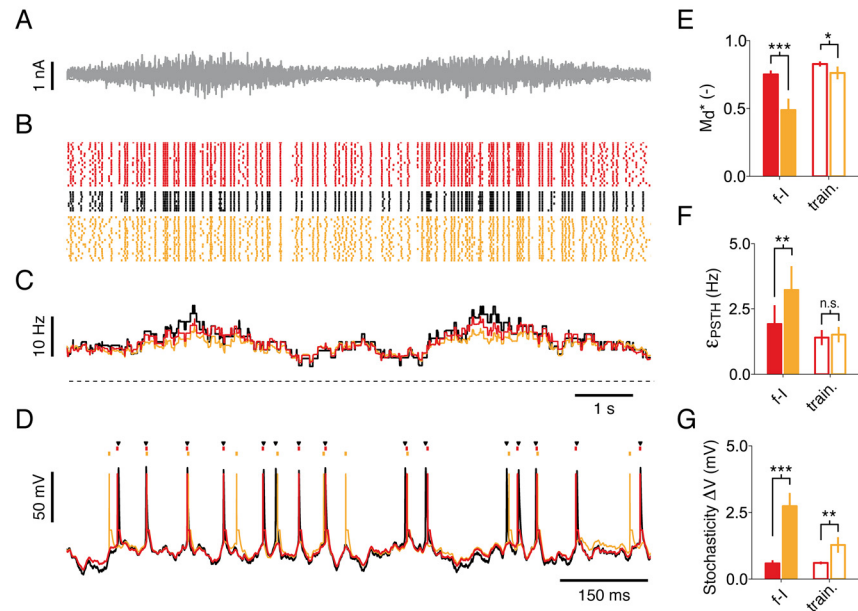 A
1 nA
B
C
10 Hz
1 s
D
50 mV
150 ms
E
1.0
0.5
0.0
Md* (-)
***
*
f-I
train.
F
5.0
2.5
0.0
εPSTH (Hz)
**
n.s.
f-I
train.
G
5.0
2.5
0.0
Stochasticity ΔV (mV)
***
**
f-I
train.